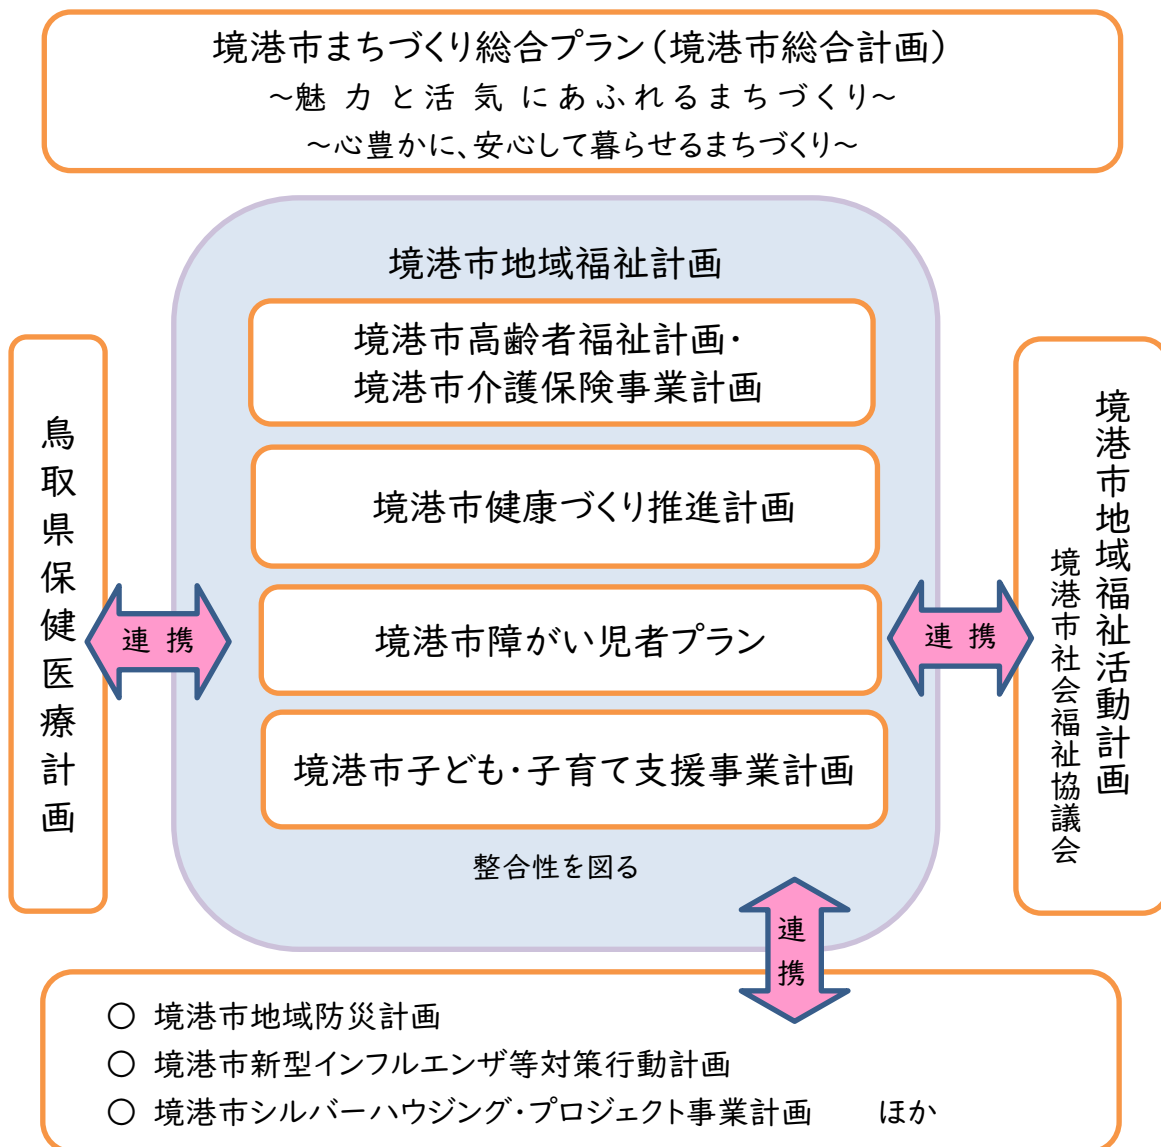 境港市まちづくり総合プラン(境港市総合計画)
~魅 力 と 活 気 に あ ふ れ る ま ち づ く り~
~心豊かに、安心して暮らせるまちづくり~
境港市地域福祉計画
境港市高齢者福祉計画・
境港市介護保険事業計画
境港市健康づくり推進計画
境港市障がい児者プラン
境港市子ども・子育て支援事業計画
整合性を図る
鳥取県保健医療計画
連 携
連 携
境港市地域福祉活動計画
境港市社会福祉協議会
連携
○ 境港市地域防災計画
○ 境港市新型インフルエンザ等対策行動計画
○ 境港市シルバーハウジング・プロジェクト事業計画 ほか